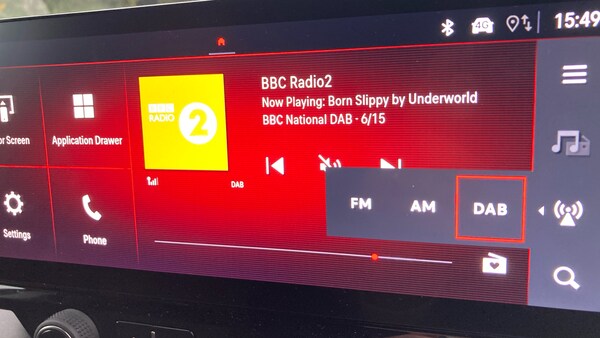 4G
15:49
BBC Radio2
Now Playing: Born Slippy by Underworld
BBC National DAB - 6/15
BBC
RADIO
2
DAB
Screen
Application Drawer
Settings
Phone
FM
AM
DAB